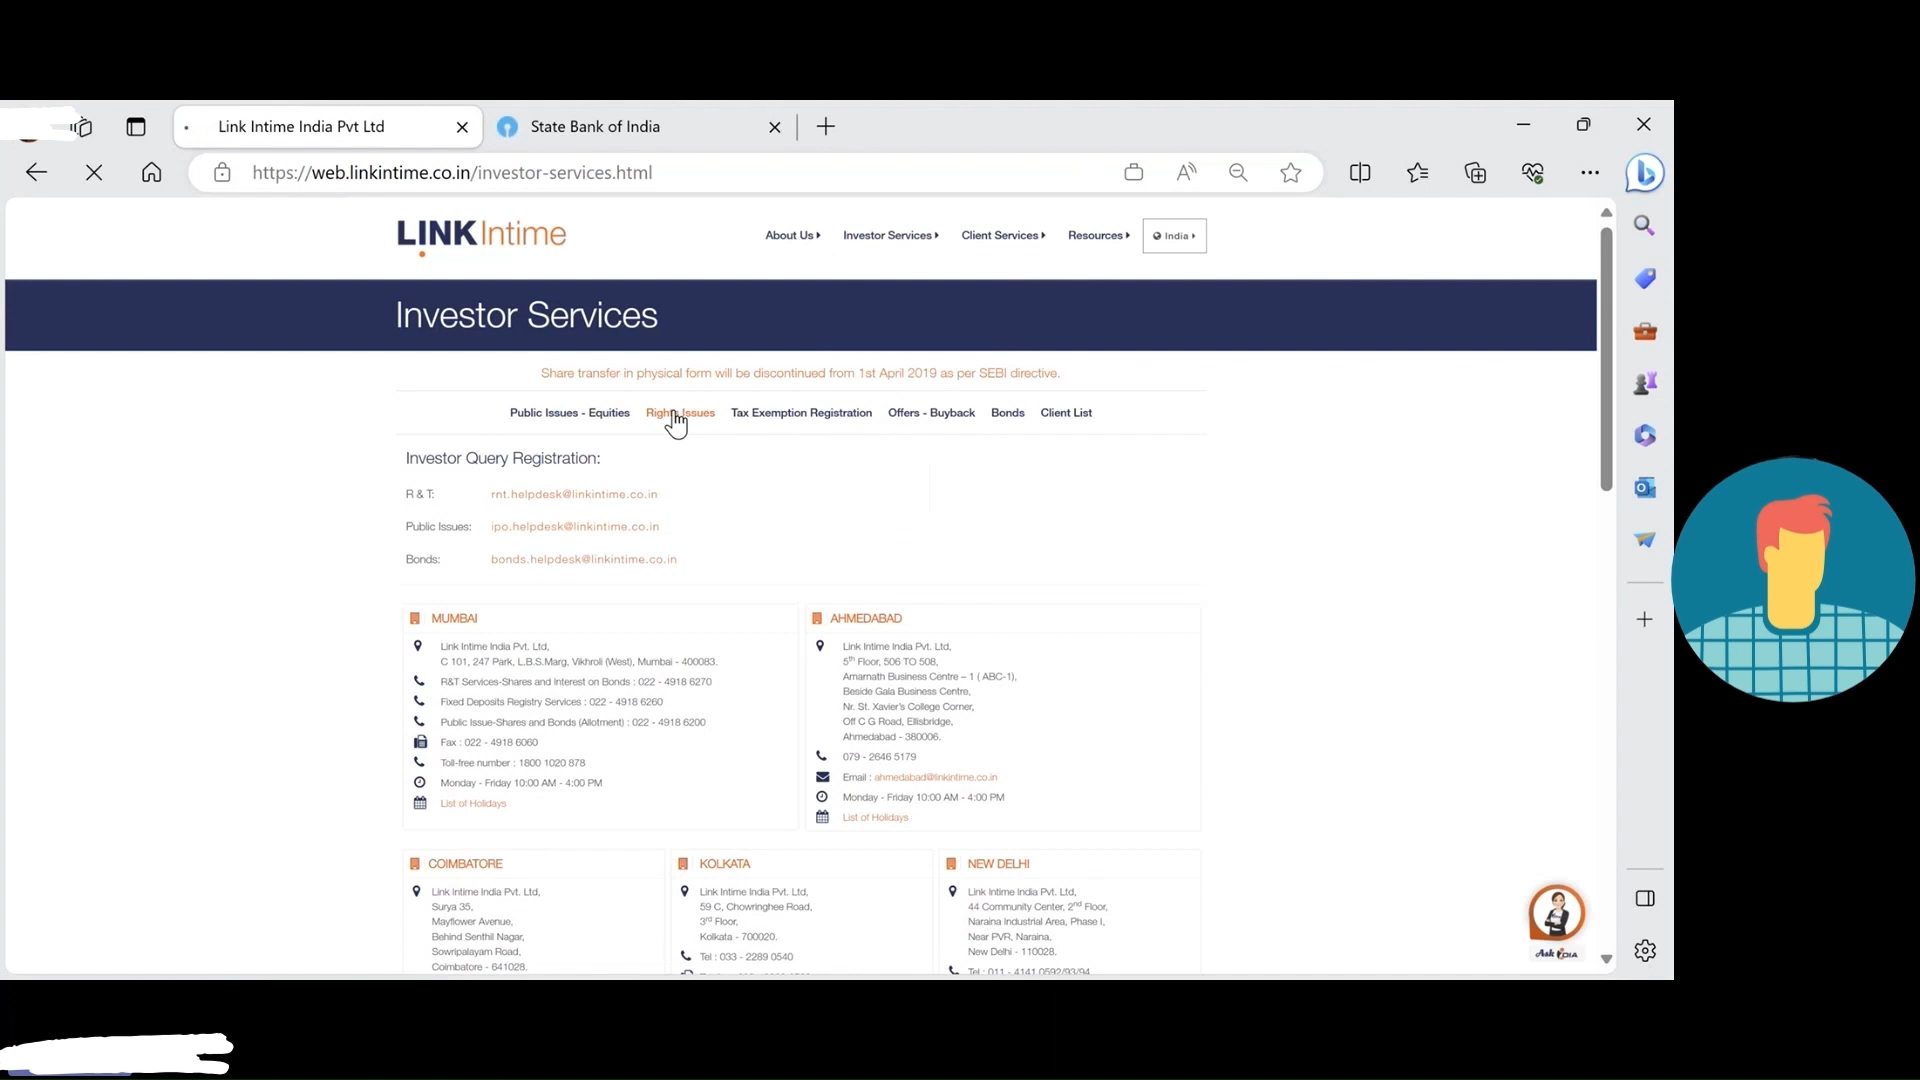 Link Intime India Pvt Ltd
State Bank of India
https://web.linkintime.co.in/investor-services.html
LINKIntime
About Us
Investor Services
Client Services
Resources
India
Investor Services
Share transfer in physical form will be discontinued from 1st April 2019 as per SEBI directive.
Public Issues - Equities
Rights Issues
Tax Exemption Registration
Offers - Buyback
Bonds
Client List
Investor Query Registration:
R & T: rnt.helpdesk@linkintime.co.in
Public Issues: ipo.helpdesk@linkintime.co.in
Bonds: bonds.helpdesk@linkintime.co.in
MUMBAI
Link Intime India Pvt. Ltd,
C 101, 247 Park, L.B.S.Marg, Vikhroli (West), Mumbai - 400083.
R&T Services-Shares and Interest on Bonds : 022 - 4918 6270
Fixed Deposits Registry Services : 022 - 4918 6260
Public Issue-Shares and Bonds (Allotment) : 022 - 4918 6200
Fax : 022 - 4918 6060
Toll-free number : 1800 1020 878
Monday - Friday 10:00 AM - 4:00 PM
List of Holidays
AHMEDABAD
Link Intime India Pvt. Ltd,
5th Floor, 506 TO 508,
Amarnath Business Centre – 1 ( ABC-1),
Beside Gala Business Centre,
Nr. St. Xavier's College Corner,
Off C G Road, Ellisbridge,
Ahmedabad - 380006.
079 - 2646 5179
Email : ahmedabad@linkintime.co.in
Monday - Friday 10:00 AM - 4:00 PM
List of Holidays
COIMBATORE
Link Intime India Pvt. Ltd,
Surya 35,
Mayflower Avenue,
Behind Senthil Nagar,
Sowripalayam Road,
Coimbatore - 641028.
KOLKATA
Link Intime India Pvt. Ltd,
59 C, Chowringhee Road,
3rd Floor,
Kolkata - 700020.
Tel : 033 - 2289 0540
NEW DELHI
Link Intime India Pvt. Ltd,
44 Community Center, 2nd Floor,
Naraina Industrial Area, Phase I,
Near PVR, Naraina,
New Delhi - 110028.
Tel : 011 - 4141 0592/93/94
Ask iDIA